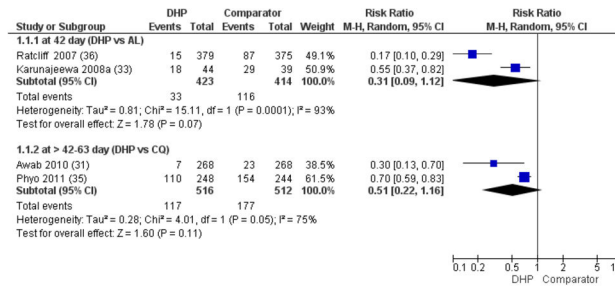 DHP Comparator Risk Ratio Risk Ratio
Study or Subgroup Events Total Events Total Weight M-H, Random, 95% CI M-H, Random, 95% CI
1.1.1 at 42 day (DHP vs AL)
Ratcliff 2007 (36) 15 379 87 375 49.1% 0.17 [0.10, 0.29]
Karunajeewa 2008a (33) 18 44 29 39 50.9% 0.55 [0.37, 0.82]
Subtotal (95% CI) 423 414 100.0% 0.31 [0.09, 1.12]
Total events 33 116
Heterogeneity: Tau² = 0.81; Chi² = 15.11, df = 1 (P = 0.0001); I² = 93%
Test for overall effect: Z = 1.78 (P = 0.07)
1.1.2 at > 42-63 day (DHP vs CQ)
Awab 2010 (31) 7 268 23 268 38.5% 0.30 [0.13, 0.70]
Phyo 2011 (35) 110 248 154 244 61.5% 0.70 [0.59, 0.83]
Subtotal (95% CI) 516 512 100.0% 0.51 [0.22, 1.16]
Total events 117 177
Heterogeneity: Tau² = 0.28; Chi² = 4.01, df = 1 (P = 0.05); I² = 75%
Test for overall effect: Z = 1.60 (P = 0.11)
0.1 0.2 0.5 1 2 5
DHP Comparator